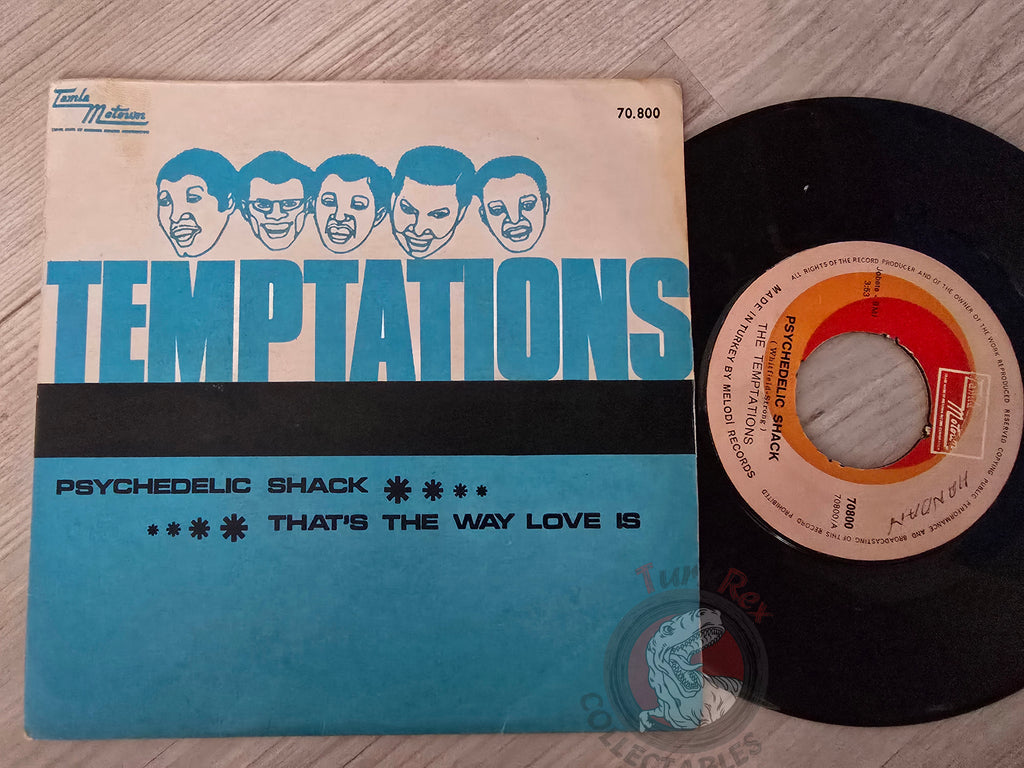 Tamla
Motown
70.800
TEMPTATIONS
PSYCHEDELIC SHACK ****
**** THAT'S THE WAY LOVE IS
ALL RIGHTS OF THE RECORD PRODUCER AND OF THE OWNER OF THE WORK REPRODUCED RESERVED COPYING PUBLIC PERFORMANCE AND BROADCASTING OF THIS RECORD PROHIBITED
3:53
PSYCHEDELIC SHACK
(Whitfield-Strong)
THE TEMPTATIONS
MADE IN TURKEY BY MELODİ RECORDS
Motown
70800
70800/A
HANDAN
Tum Rex
COLLECTABLES